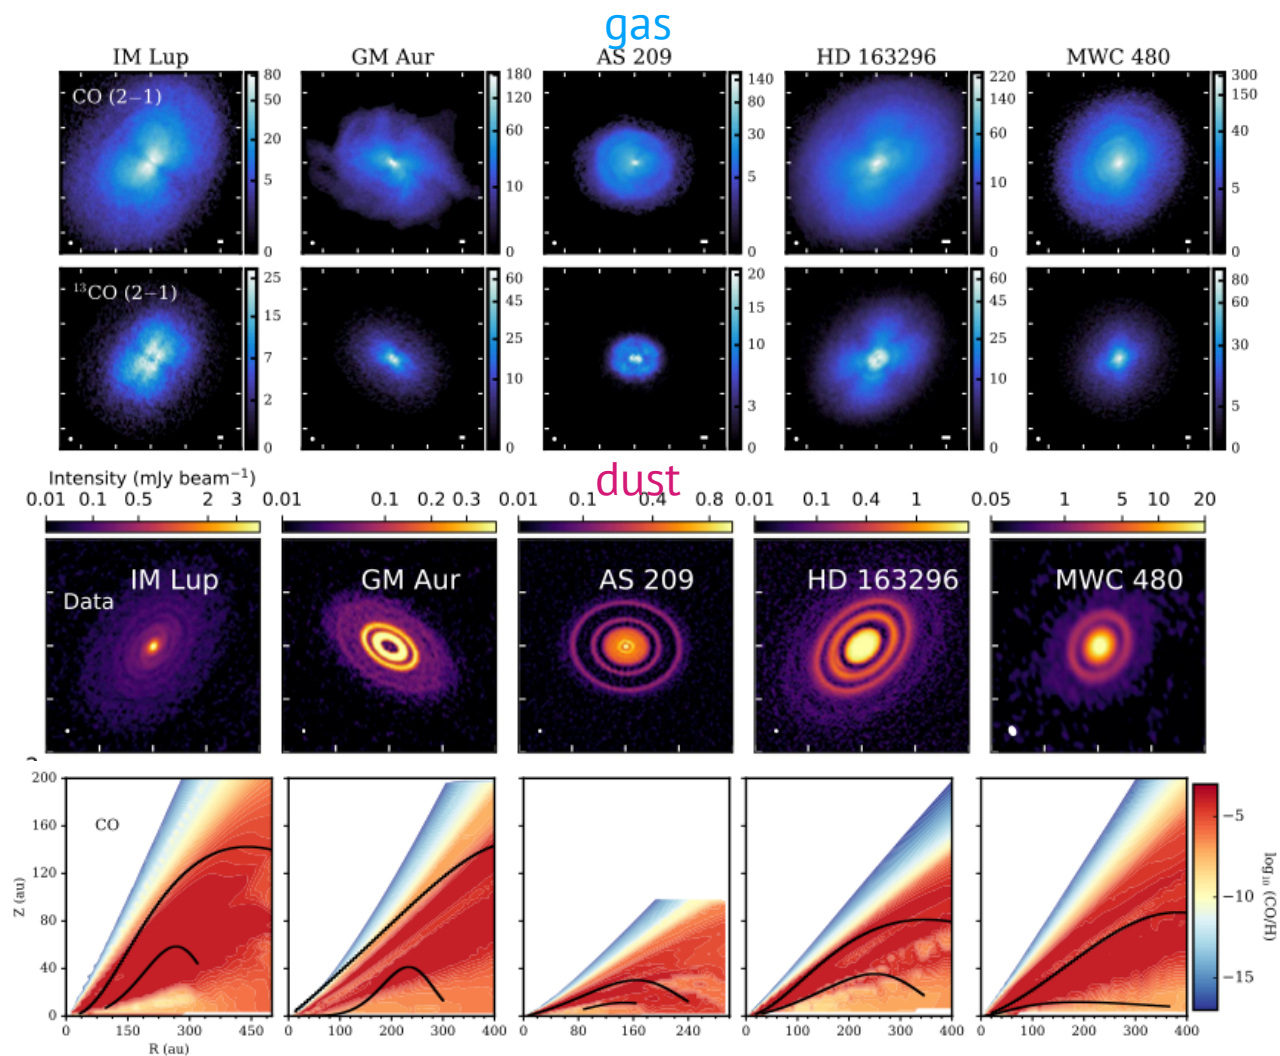 gas
IM Lup GM Aur AS 209 HD 163296 MWC 480
CO (2−1)
80 50 20 5 0
180 120 60 10 0
140 80 30 5 0
220 140 60 10 0
300 150 40 5 0
¹³CO (2−1)
25 15 7 2 0
60 45 25 10 0
20 15 10 3 0
60 45 25 10 0
80 60 30 5 0
Intensity (mJy beam⁻¹)
dust
0.01 0.1 0.5 2 3
0.01 0.1 0.2 0.3
0.01 0.1 0.4 0.8
0.01 0.1 0.4 1
0.05 1 5 10 20
IM Lup GM Aur AS 209 HD 163296 MWC 480
Data
200
160
120
80
40
0
Z (au)
CO
0 150 300 450
0 100 200 300 400
0 80 160 240
0 100 200 300 400
0 100 200 300 400
R (au)
−5
−10
−15
log₁₀ (CO/H)